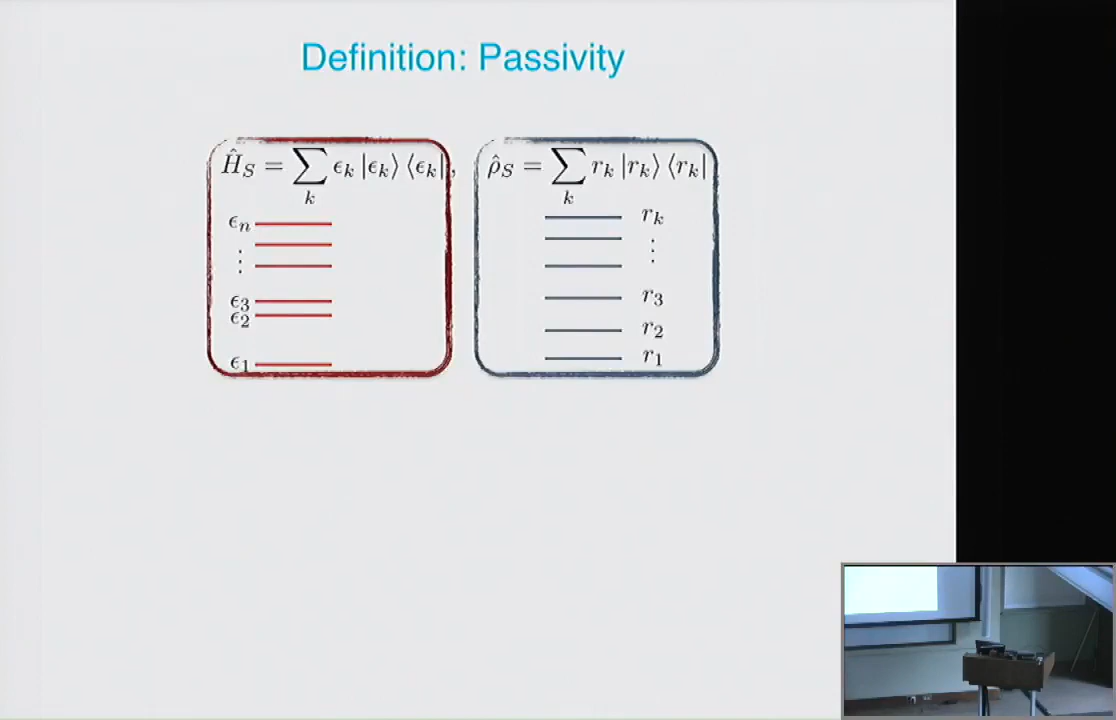 Definition: Passivity
Ĥ_S = ∑_k ϵ_k |ϵ_k⟩ ⟨ϵ_k|,
ρ̂_S = ∑_k r_k |r_k⟩ ⟨r_k|
ϵ_n
⋮
ϵ_3
ϵ_2
ϵ_1
r_k
⋮
r_3
r_2
r_1